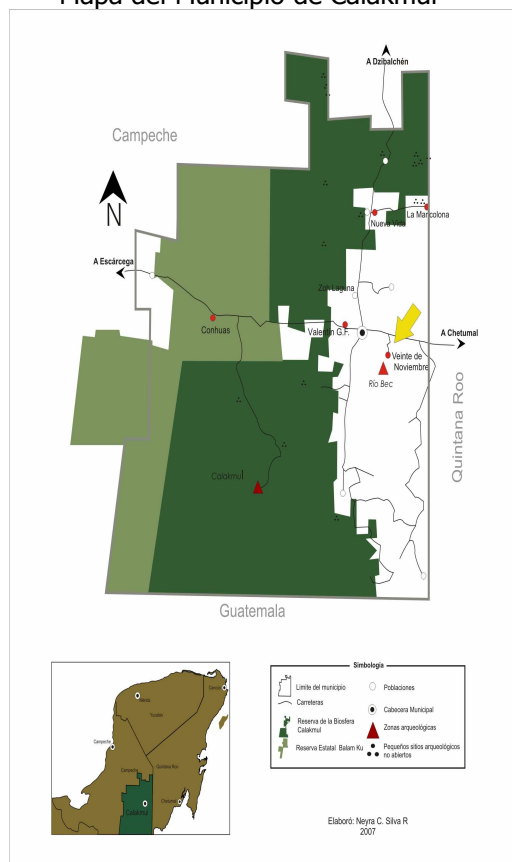 Mapa del Municipio de Calakmul
A Dzibalchén
Campeche
N
La Maricolona
Nueva Vida
A Escárcega
Zoh Laguna
Conhuas
Valentín G.F.
A Chetumal
Veinte de
Noviembre
Río Bec
Quintana Roo
Calakmul
Guatemala
Simbología
Límite del municipio
Carreteras
Reserva de la Biosfera
Calakmul
Reserva Estatal Balam Ku
Poblaciones
Cabecera Municipal
Zonas arqueológicas
Pequeños sitios arqueológicos
no abiertos
Mérida
Cancún
Yucatán
Campeche
Quintana Roo
Campeche
Chetumal
Calakmul
Elaboró: Neyra C. Silva R
2007